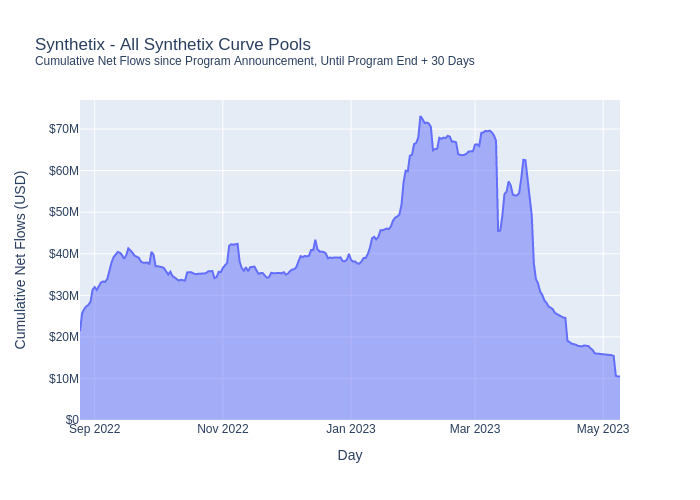 Synthetix - All Synthetix Curve Pools
Cumulative Net Flows since Program Announcement, Until Program End + 30 Days
Cumulative Net Flows (USD)
$70M
$60M
$50M
$40M
$30M
$20M
$10M
$0
Sep 2022 Nov 2022 Jan 2023 Mar 2023 May 2023
Day